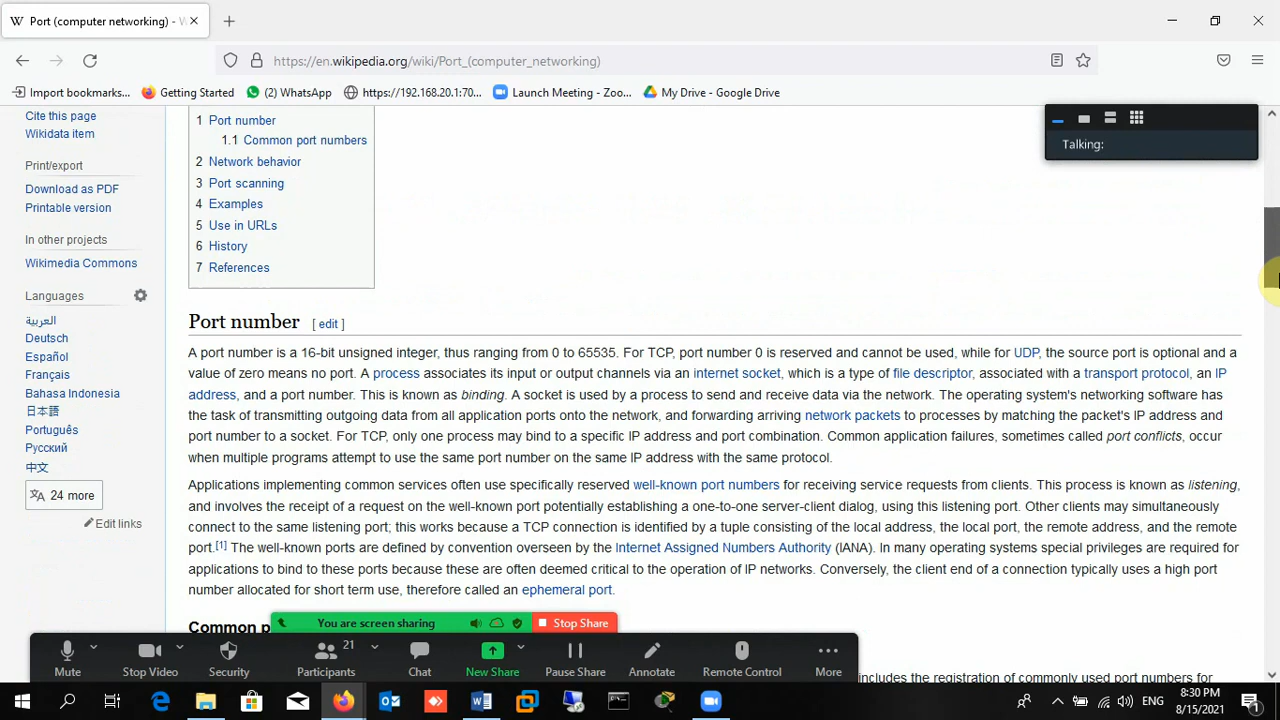 Port (computer networking) - W
https://en.wikipedia.org/wiki/Port_(computer_networking)
Import bookmarks... Getting Started (2) WhatsApp https://192.168.20.1:70... Launch Meeting - Zoo... My Drive - Google Drive
Talking:
Cite this page
Wikidata item
Print/export
Download as PDF
Printable version
In other projects
Wikimedia Commons
Languages
العربية
Deutsch
Español
Français
Bahasa Indonesia
日本語
Português
Русский
中文
24 more
Edit links
1 Port number
1.1 Common port numbers
2 Network behavior
3 Port scanning
4 Examples
5 Use in URLs
6 History
7 References
Port number [ edit ]
A port number is a 16-bit unsigned integer, thus ranging from 0 to 65535. For TCP, port number 0 is reserved and cannot be used, while for UDP, the source port is optional and a
value of zero means no port. A process associates its input or output channels via an internet socket, which is a type of file descriptor, associated with a transport protocol, an IP
address, and a port number. This is known as binding. A socket is used by a process to send and receive data via the network. The operating system's networking software has
the task of transmitting outgoing data from all application ports onto the network, and forwarding arriving network packets to processes by matching the packet's IP address and
port number to a socket. For TCP, only one process may bind to a specific IP address and port combination. Common application failures, sometimes called port conflicts, occur
when multiple programs attempt to use the same port number on the same IP address with the same protocol.
Applications implementing common services often use specifically reserved well-known port numbers for receiving service requests from clients. This process is known as listening,
and involves the receipt of a request on the well-known port potentially establishing a one-to-one server-client dialog, using this listening port. Other clients may simultaneously
connect to the same listening port; this works because a TCP connection is identified by a tuple consisting of the local address, the local port, the remote address, and the remote
port.[1] The well-known ports are defined by convention overseen by the Internet Assigned Numbers Authority (IANA). In many operating systems special privileges are required for
applications to bind to these ports because these are often deemed critical to the operation of IP networks. Conversely, the client end of a connection typically uses a high port
number allocated for short term use, therefore called an ephemeral port.
Common p
includes the registration of commonly used port numbers for
You are screen sharing Stop Share
21
Mute Stop Video Security Participants Chat New Share Pause Share Annotate Remote Control More
ENG
8:30 PM
8/15/2021
1